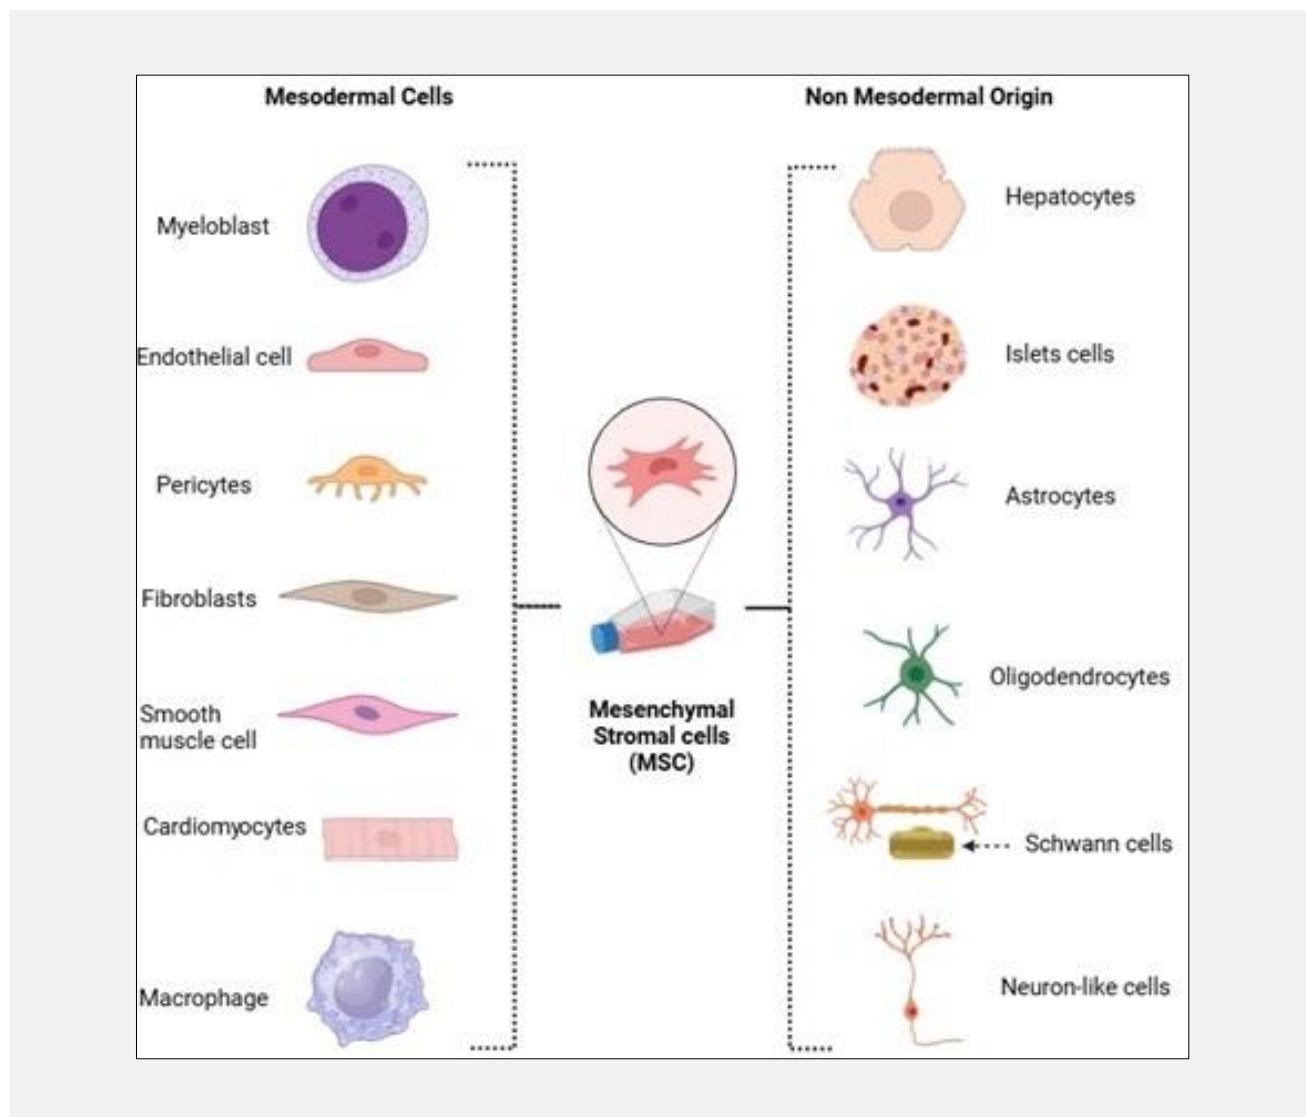 Mesodermal Cells
Non Mesodermal Origin
Myeloblast
Endothelial cell
Pericytes
Fibroblasts
Smooth
muscle cell
Cardiomyocytes
Macrophage
Mesenchymal
Stromal cells
(MSC)
Hepatocytes
Islets cells
Astrocytes
Oligodendrocytes
Schwann cells
Neuron-like cells